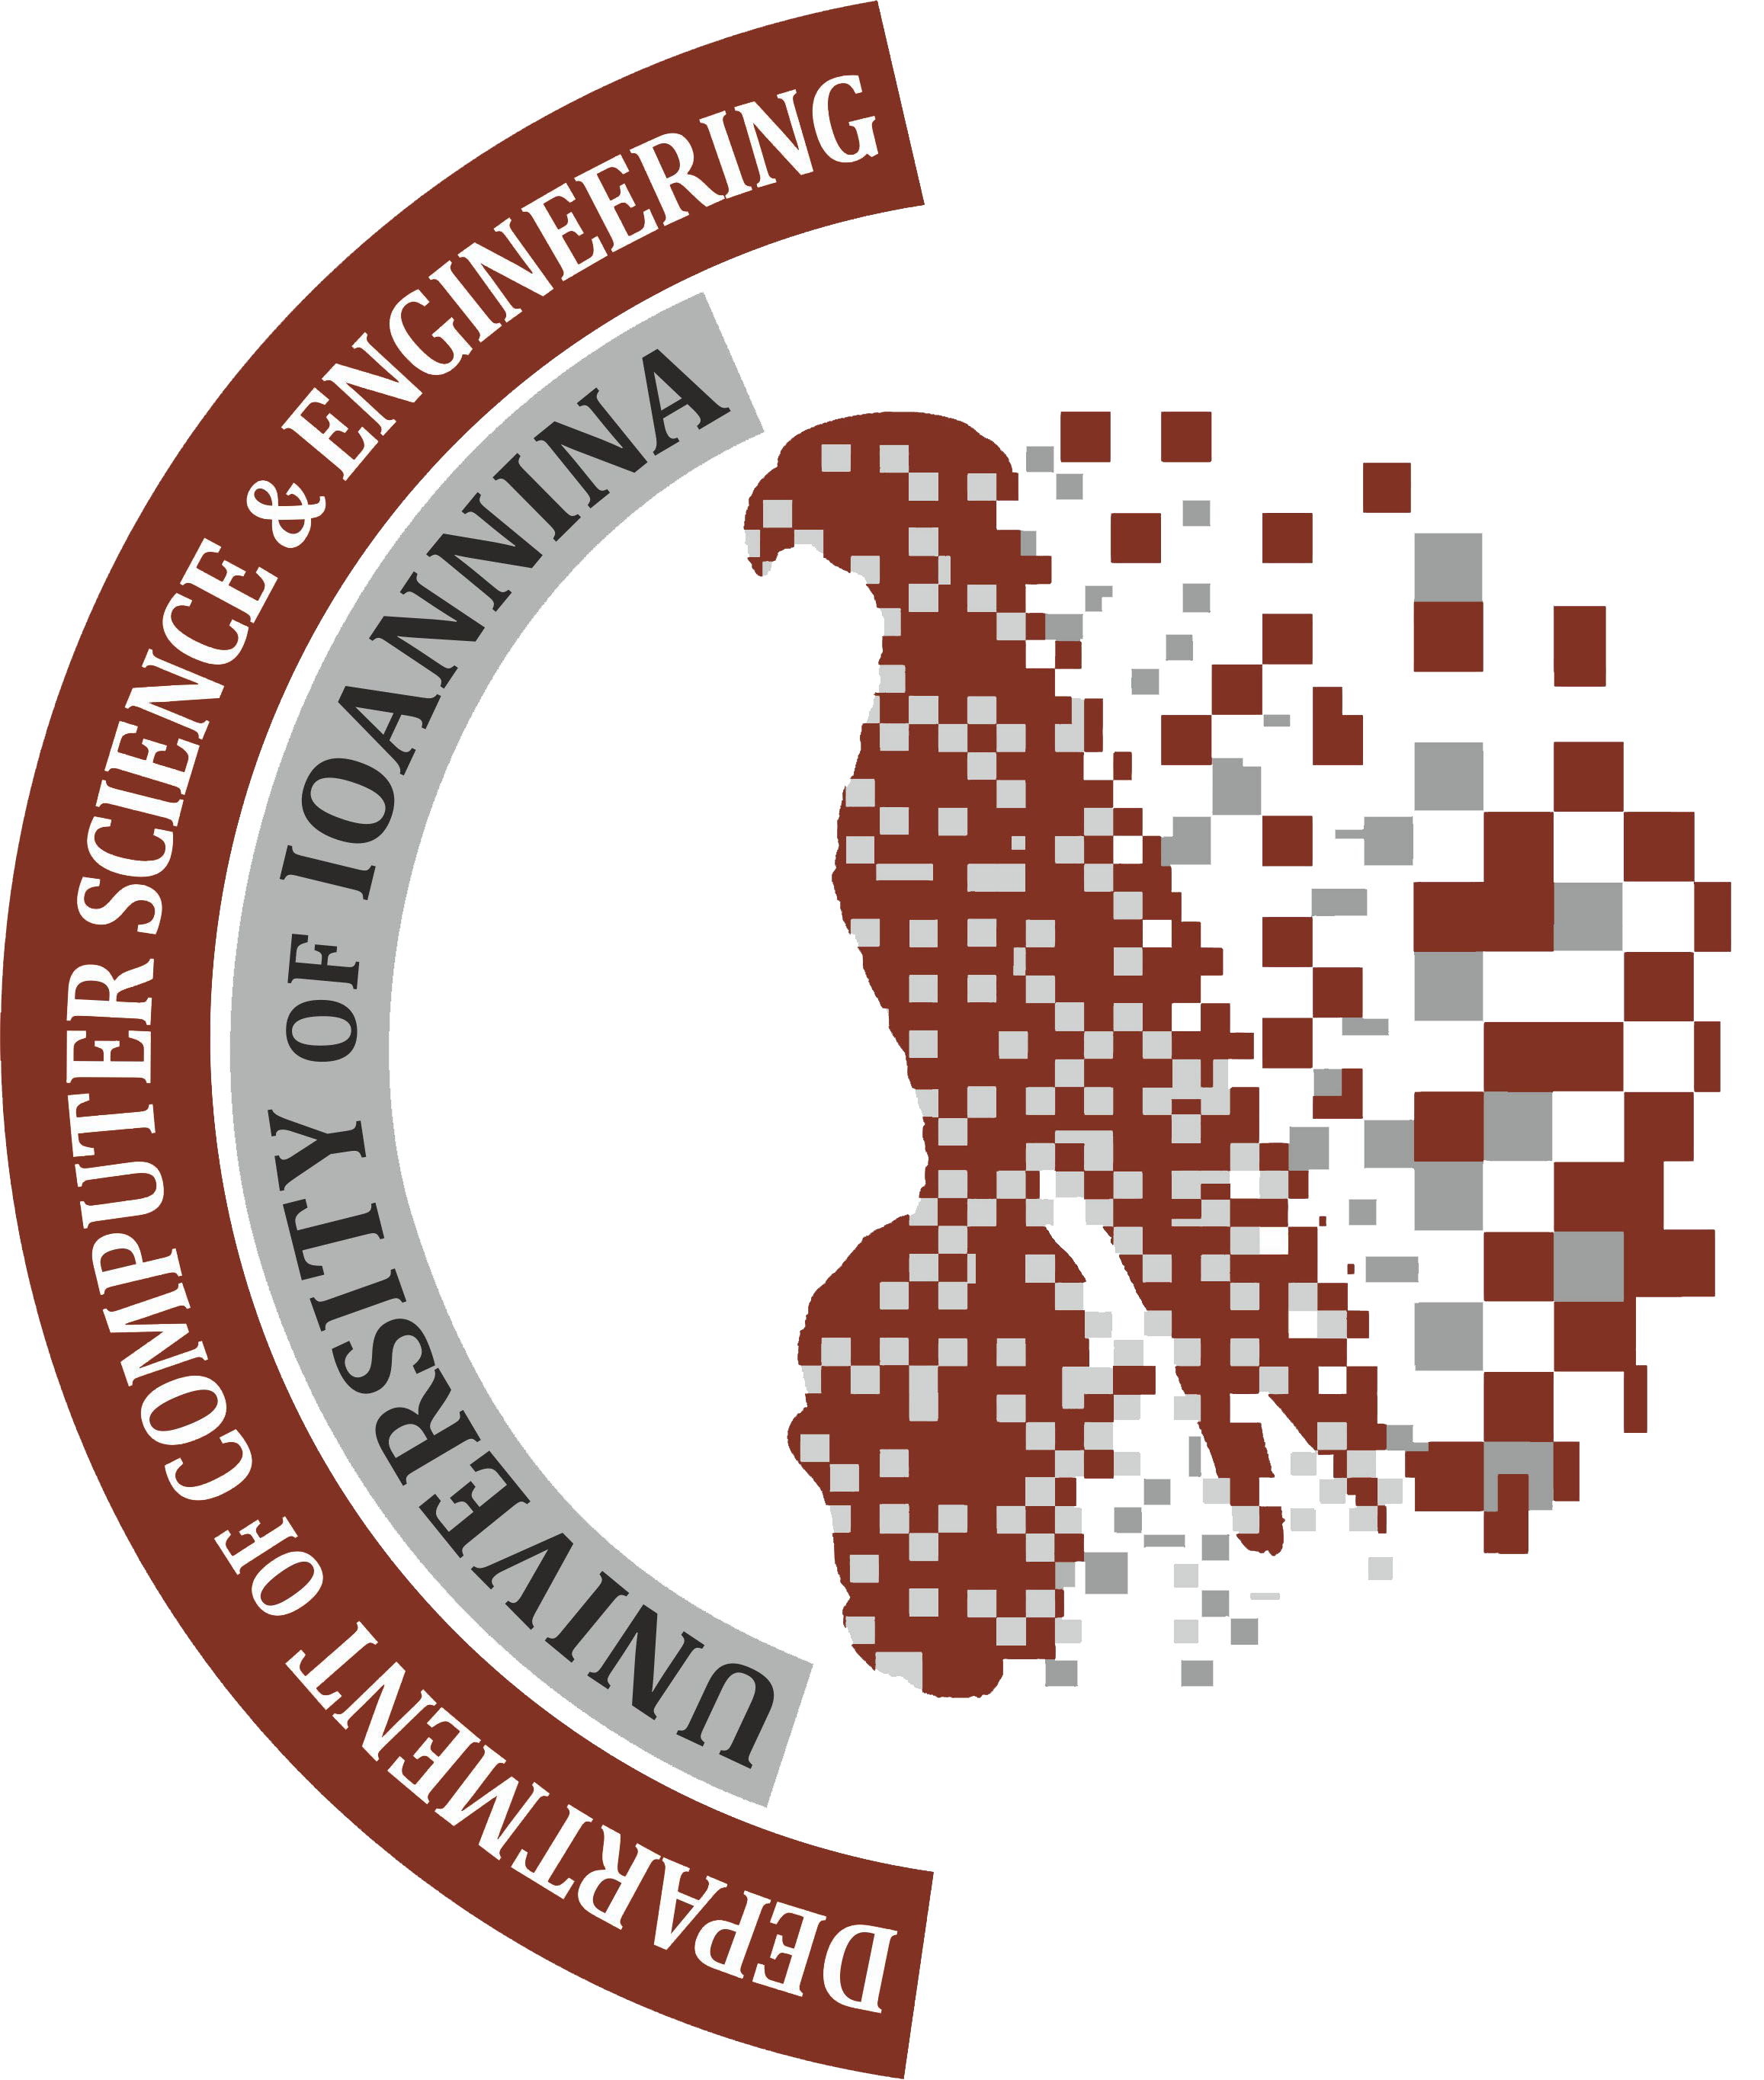 DEPARTMENT OF COMPUTER SCIENCE & ENGINEERING
UNIVERSITY OF IOANNINA